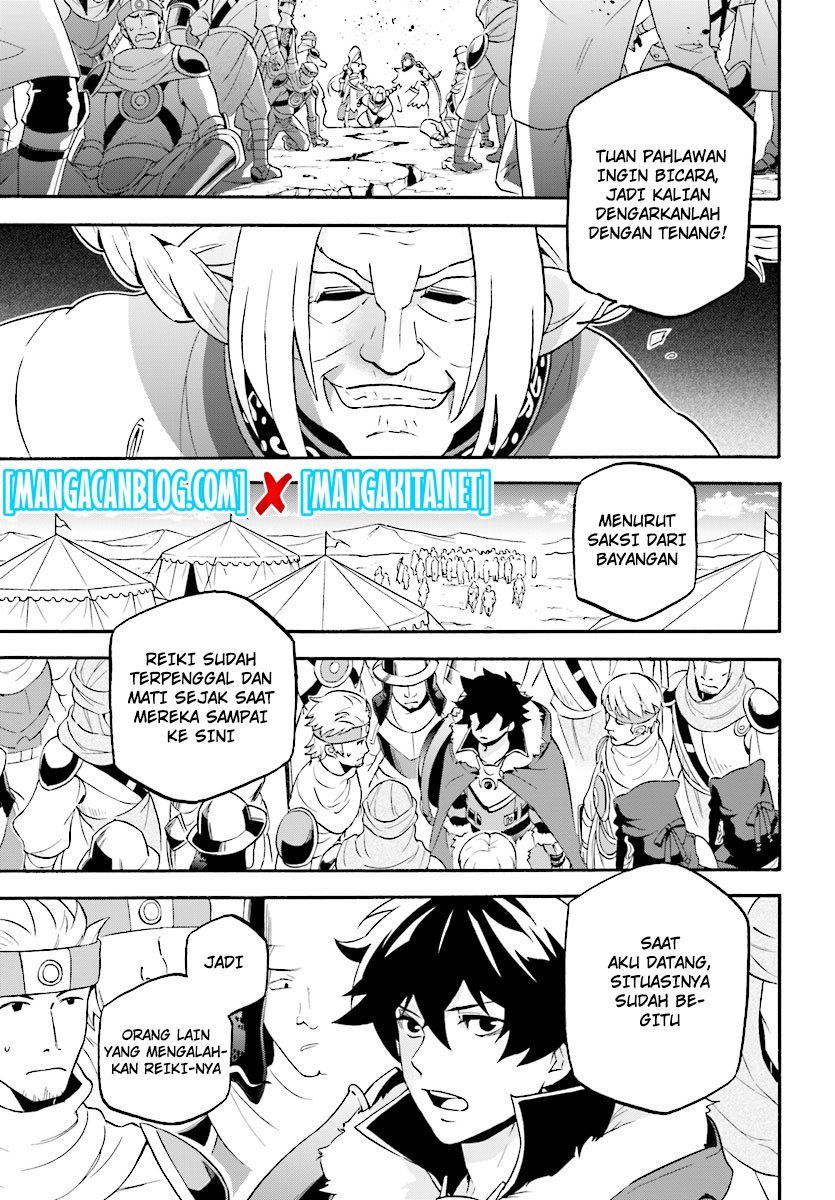 TUAN PAHLAWAN
INGIN BICARA,
JADI KALIAN
DENGARKANLAH
DENGAN TENANG!
[MANGACANBLOG.COM] X [MANGAKITA.NET]
MENURUT
SAKSI DARI
BAYANGAN
REIKI SUDAH
TERPENGGAL DAN
MATI SEJAK SAAT
MEREKA SAMPAI
KE SINI
SAAT
AKU DATANG,
SITUASINYA
SUDAH BE-
GITU
JADI
ORANG LAIN
YANG MENGALAH-
KAN REIKI-NYA